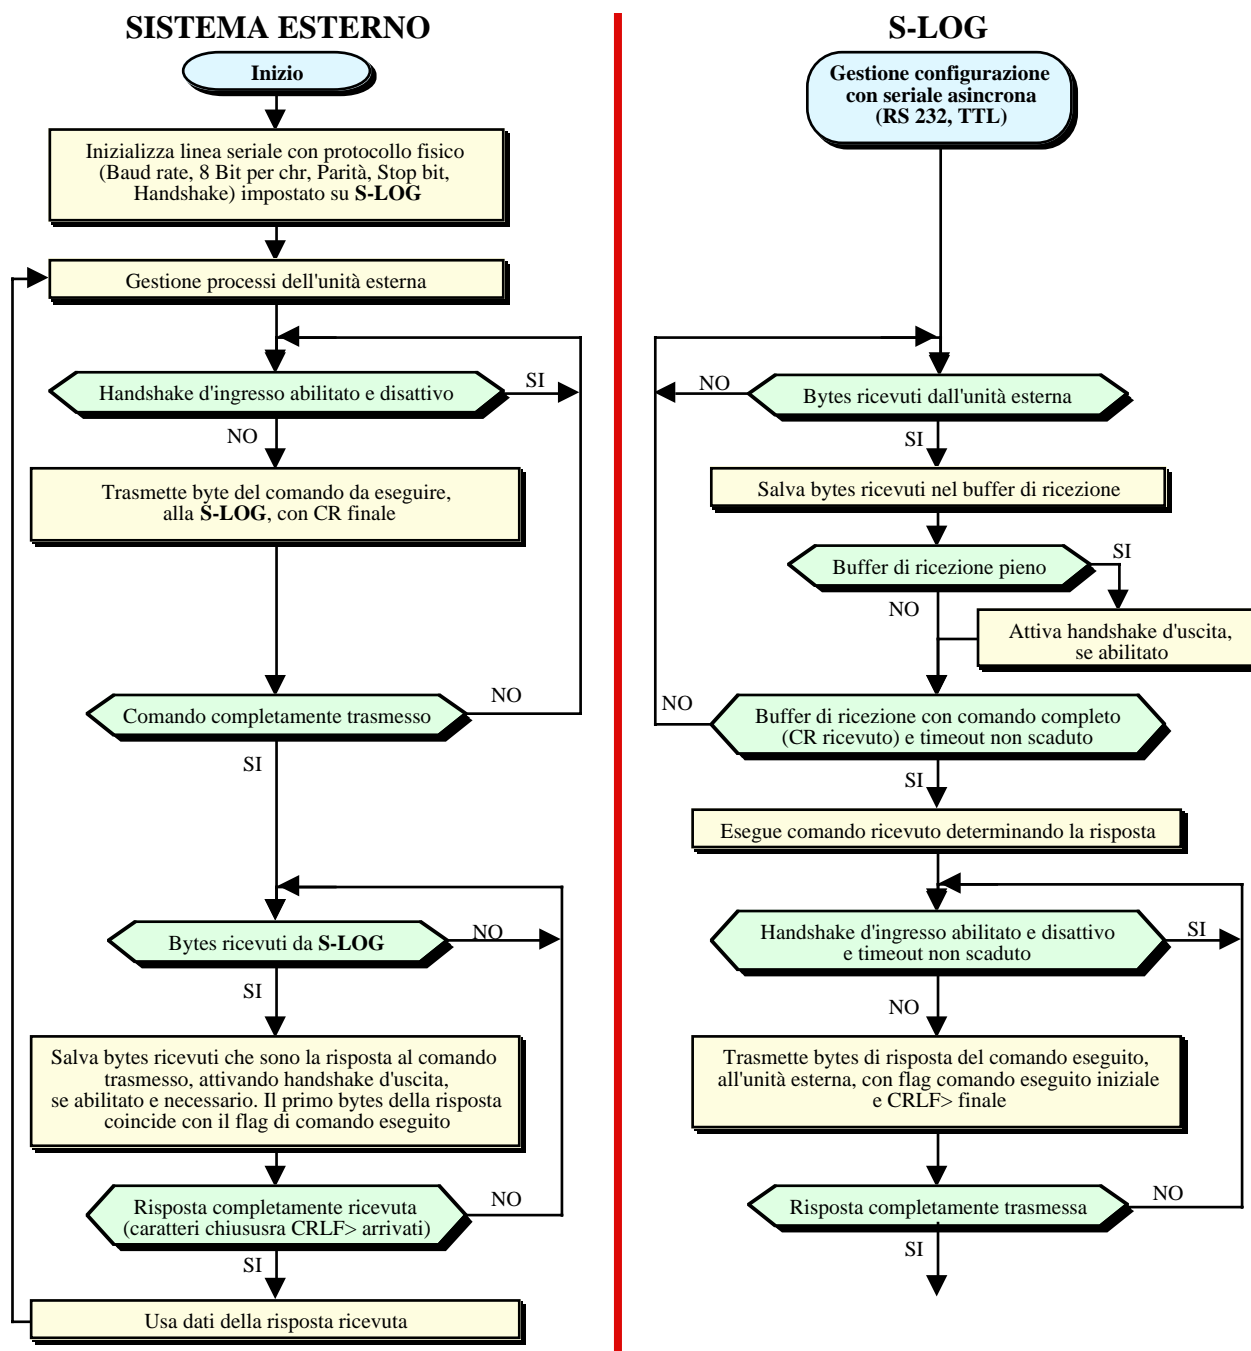 SISTEMA ESTERNO
Inizio
Inizializza linea seriale con protocollo fisico
(Baud rate, 8 Bit per chr, Parità, Stop bit,
Handshake) impostato su S-LOG
Gestione processi dell'unità esterna
Handshake d'ingresso abilitato e disattivo
SI
NO
Trasmette byte del comando da eseguire,
alla S-LOG, con CR finale
Comando completamente trasmesso
NO
SI
Bytes ricevuti da S-LOG
NO
SI
Salva bytes ricevuti che sono la risposta al comando
trasmesso, attivando handshake d'uscita,
se abilitato e necessario. Il primo bytes della risposta
coincide con il flag di comando eseguito
Risposta completamente ricevuta
(caratteri chiususra CRLF> arrivati)
NO
SI
Usa dati della risposta ricevuta
S-LOG
Gestione configurazione
con seriale asincrona
(RS 232, TTL)
NO
Bytes ricevuti dall'unità esterna
SI
Salva bytes ricevuti nel buffer di ricezione
Buffer di ricezione pieno
SI
NO
Attiva handshake d'uscita,
se abilitato
NO
Buffer di ricezione con comando completo
(CR ricevuto) e timeout non scaduto
SI
Esegue comando ricevuto determinando la risposta
Handshake d'ingresso abilitato e disattivo
e timeout non scaduto
SI
NO
Trasmette bytes di risposta del comando eseguito,
all'unità esterna, con flag comando eseguito iniziale
e CRLF> finale
Risposta completamente trasmessa
NO
SI